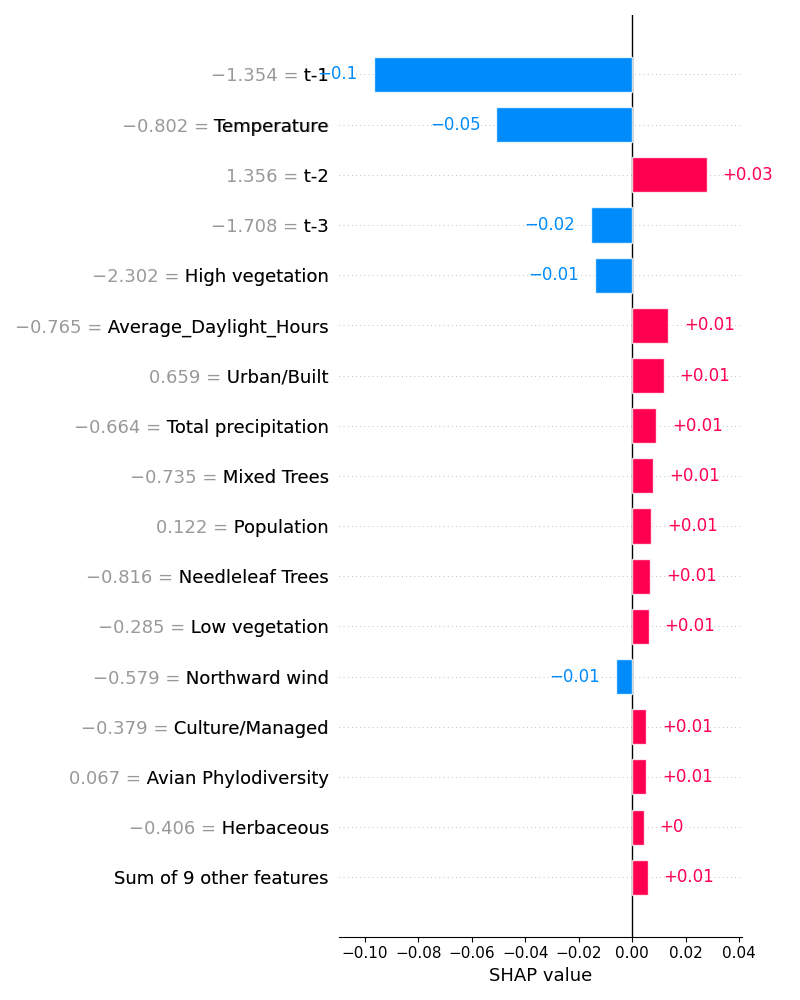 −1.354 = t-1 −0.1
−0.802 = Temperature −0.05
1.356 = t-2 +0.03
−1.708 = t-3 −0.02
−2.302 = High vegetation −0.01
−0.765 = Average_Daylight_Hours +0.01
0.659 = Urban/Built +0.01
−0.664 = Total precipitation +0.01
−0.735 = Mixed Trees +0.01
0.122 = Population +0.01
−0.816 = Needleleaf Trees +0.01
−0.285 = Low vegetation +0.01
−0.579 = Northward wind −0.01
−0.379 = Culture/Managed +0.01
0.067 = Avian Phylodiversity +0.01
−0.406 = Herbaceous +0
Sum of 9 other features +0.01
−0.10 −0.08 −0.06 −0.04 −0.02 0.00 0.02 0.04
SHAP value